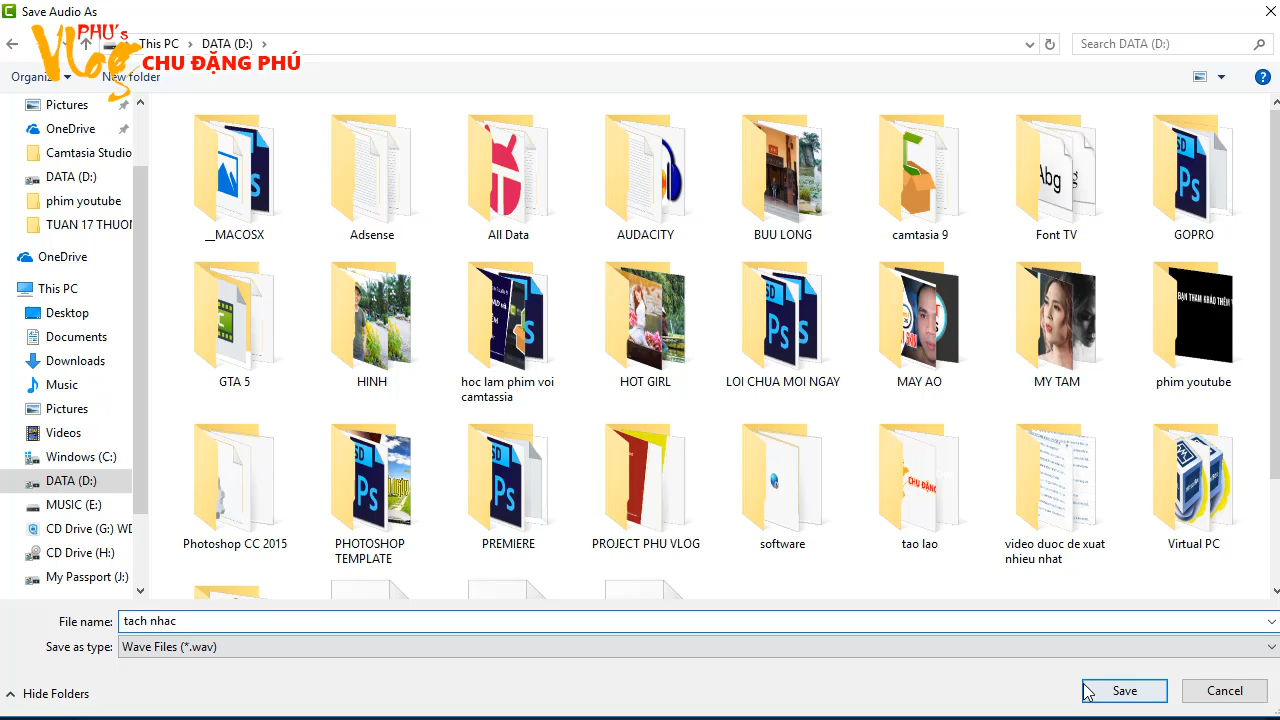 Save Audio As
PHU's
Vlog
CHU ĐẶNG PHÚ
This PC
DATA (D:)
Search DATA (D:)
New folder
Pictures
OneDrive
Camtasia Studio
DATA (D:)
phim youtube
TUAN 17 THUON
OneDrive
This PC
Desktop
Documents
Downloads
Music
Pictures
Videos
Windows (C:)
DATA (D:)
MUSIC (E:)
CD Drive (G:) WD
CD Drive (H:)
My Passport (J:)
__MACOSX
Adsense
All Data
AUDACITY
BUU LONG
camtasia 9
Font TV
GOPRO
GTA 5
HINH
hoc lam phim voi
camtassia
HOT GIRL
LOI CHUA MOI NGAY
MAY AO
MY TAM
phim youtube
Photoshop CC 2015
PHOTOSHOP
TEMPLATE
PREMIERE
PROJECT PHU VLOG
software
tao lao
video duoc de xuat
nhieu nhat
Virtual PC
File name:
tach nhac
Save as type:
Wave Files (*.wav)
Hide Folders
Save
Cancel